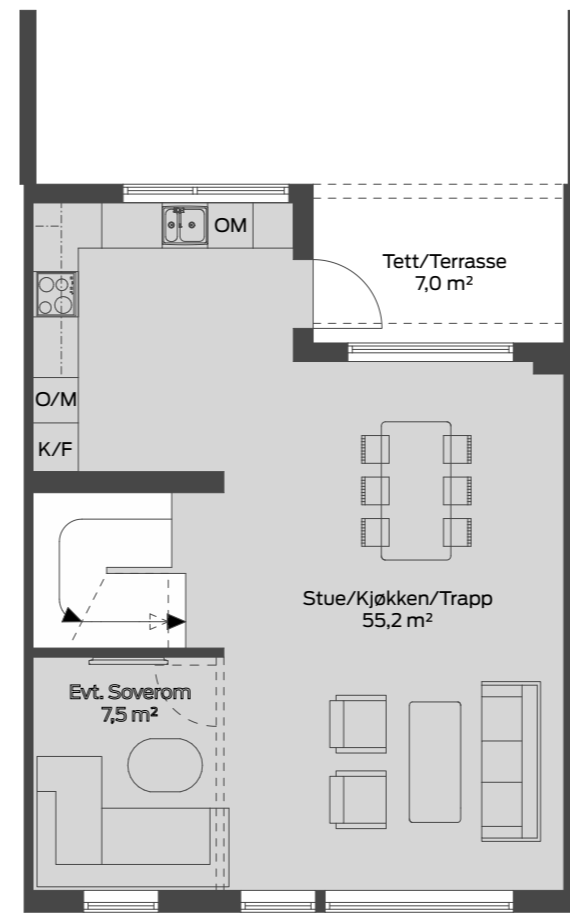 OM
Tett/Terrasse
7,0 m²
O/M
K/F
Stue/Kjøkken/Trapp
55,2 m²
Evt. Soverom
7,5 m²